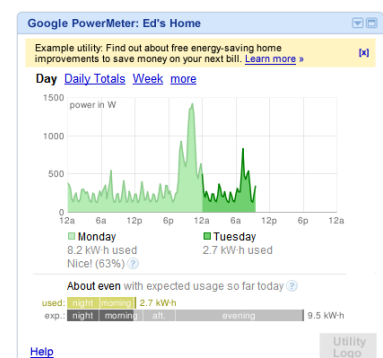 Google PowerMeter: Ed's Home
Example utility: Find out about free energy-saving home
improvements to save money on your next bill. Learn more »
[x]
Day Daily Totals Week more
1500
power in W
1000
500
0
12a 6a 12p 6p 12a 6a 12p 6p 12a
Monday Tuesday
8.2 kW·h used 2.7 kW·h used
Nice! (63%) ?
About even with expected usage so far today ?
used: night morning 2.7 kW·h
exp.: night morning aft. evening 9.5 kW·h
Help
Utility
Logo